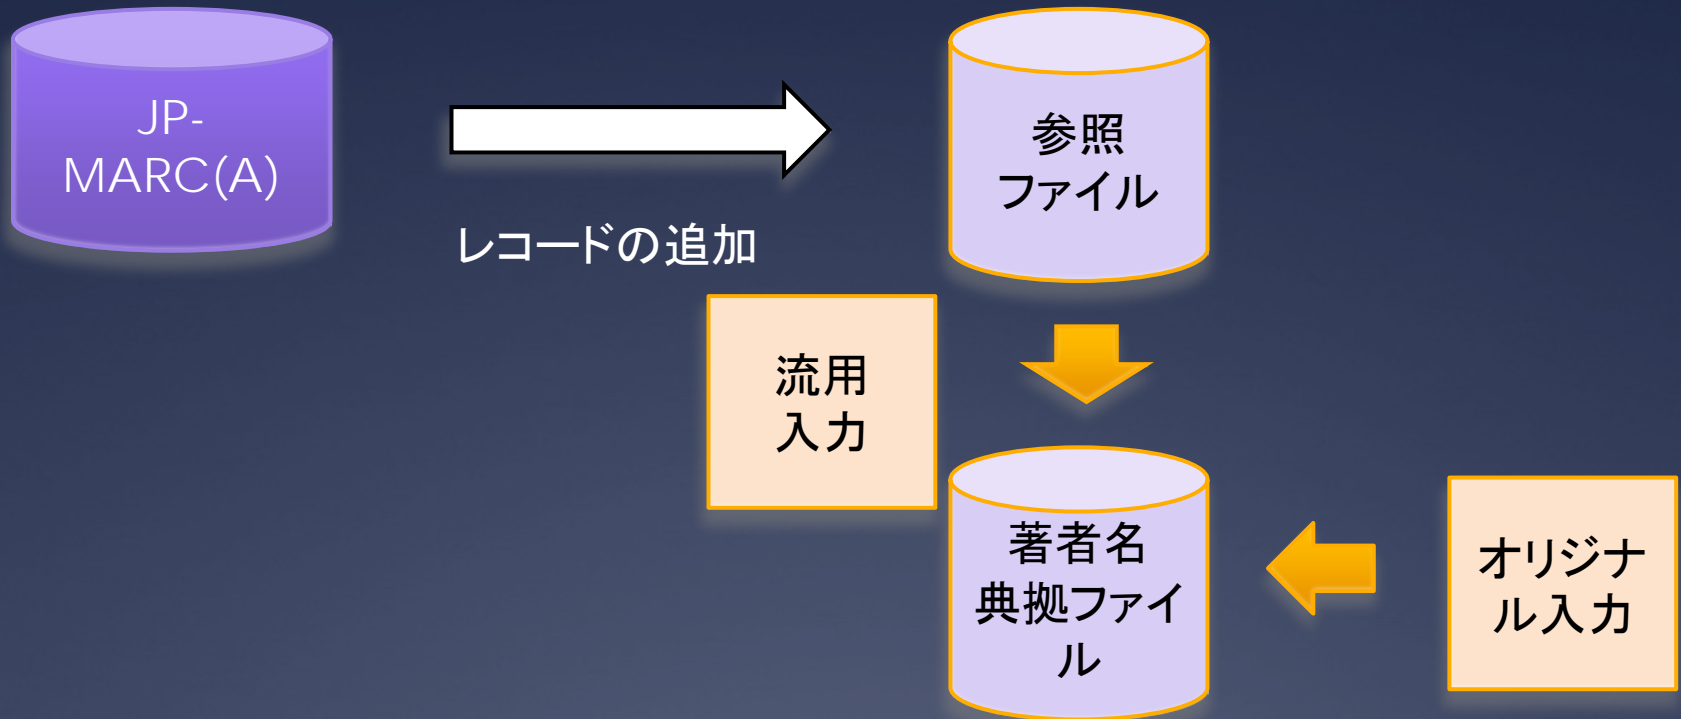 JP-
MARC(A)
レコードの追加
参照
ファイル
流用
入力
著者名
典拠ファイ
ル
オリジナ
ル入力